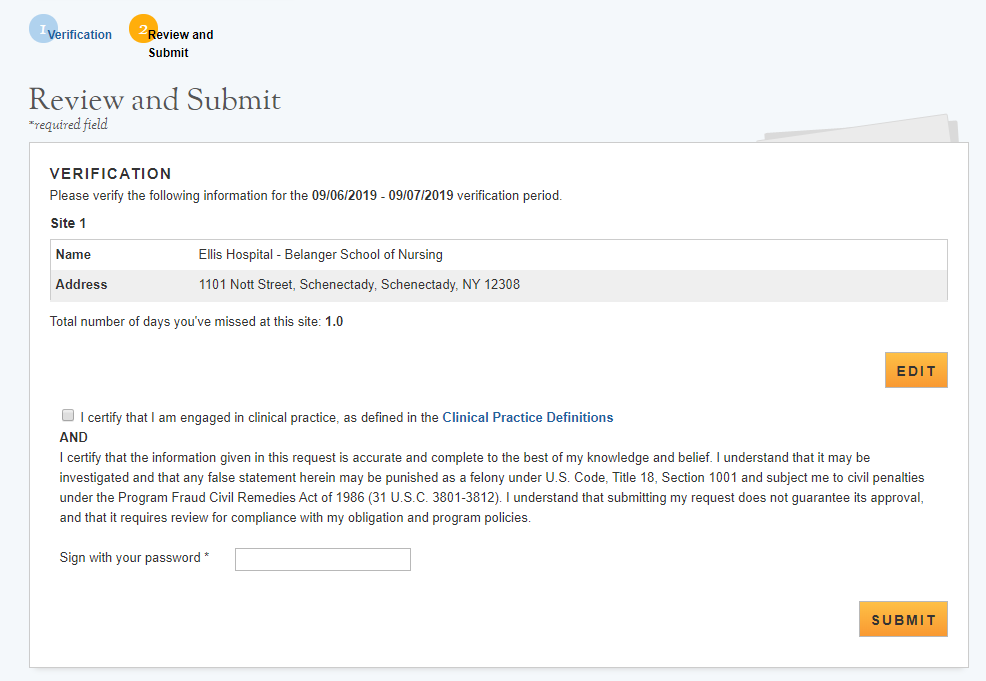 1 Verification
2 Review and
Submit
Review and Submit
*required field
VERIFICATION
Please verify the following information for the 09/06/2019 - 09/07/2019 verification period.
Site 1
Name Ellis Hospital - Belanger School of Nursing
Address 1101 Nott Street, Schenectady, Schenectady, NY 12308
Total number of days you've missed at this site: 1.0
EDIT
I certify that I am engaged in clinical practice, as defined in the Clinical Practice Definitions
AND
I certify that the information given in this request is accurate and complete to the best of my knowledge and belief. I understand that it may be
investigated and that any false statement herein may be punished as a felony under U.S. Code, Title 18, Section 1001 and subject me to civil penalties
under the Program Fraud Civil Remedies Act of 1986 (31 U.S.C. 3801-3812). I understand that submitting my request does not guarantee its approval,
and that it requires review for compliance with my obligation and program policies.
Sign with your password *
SUBMIT